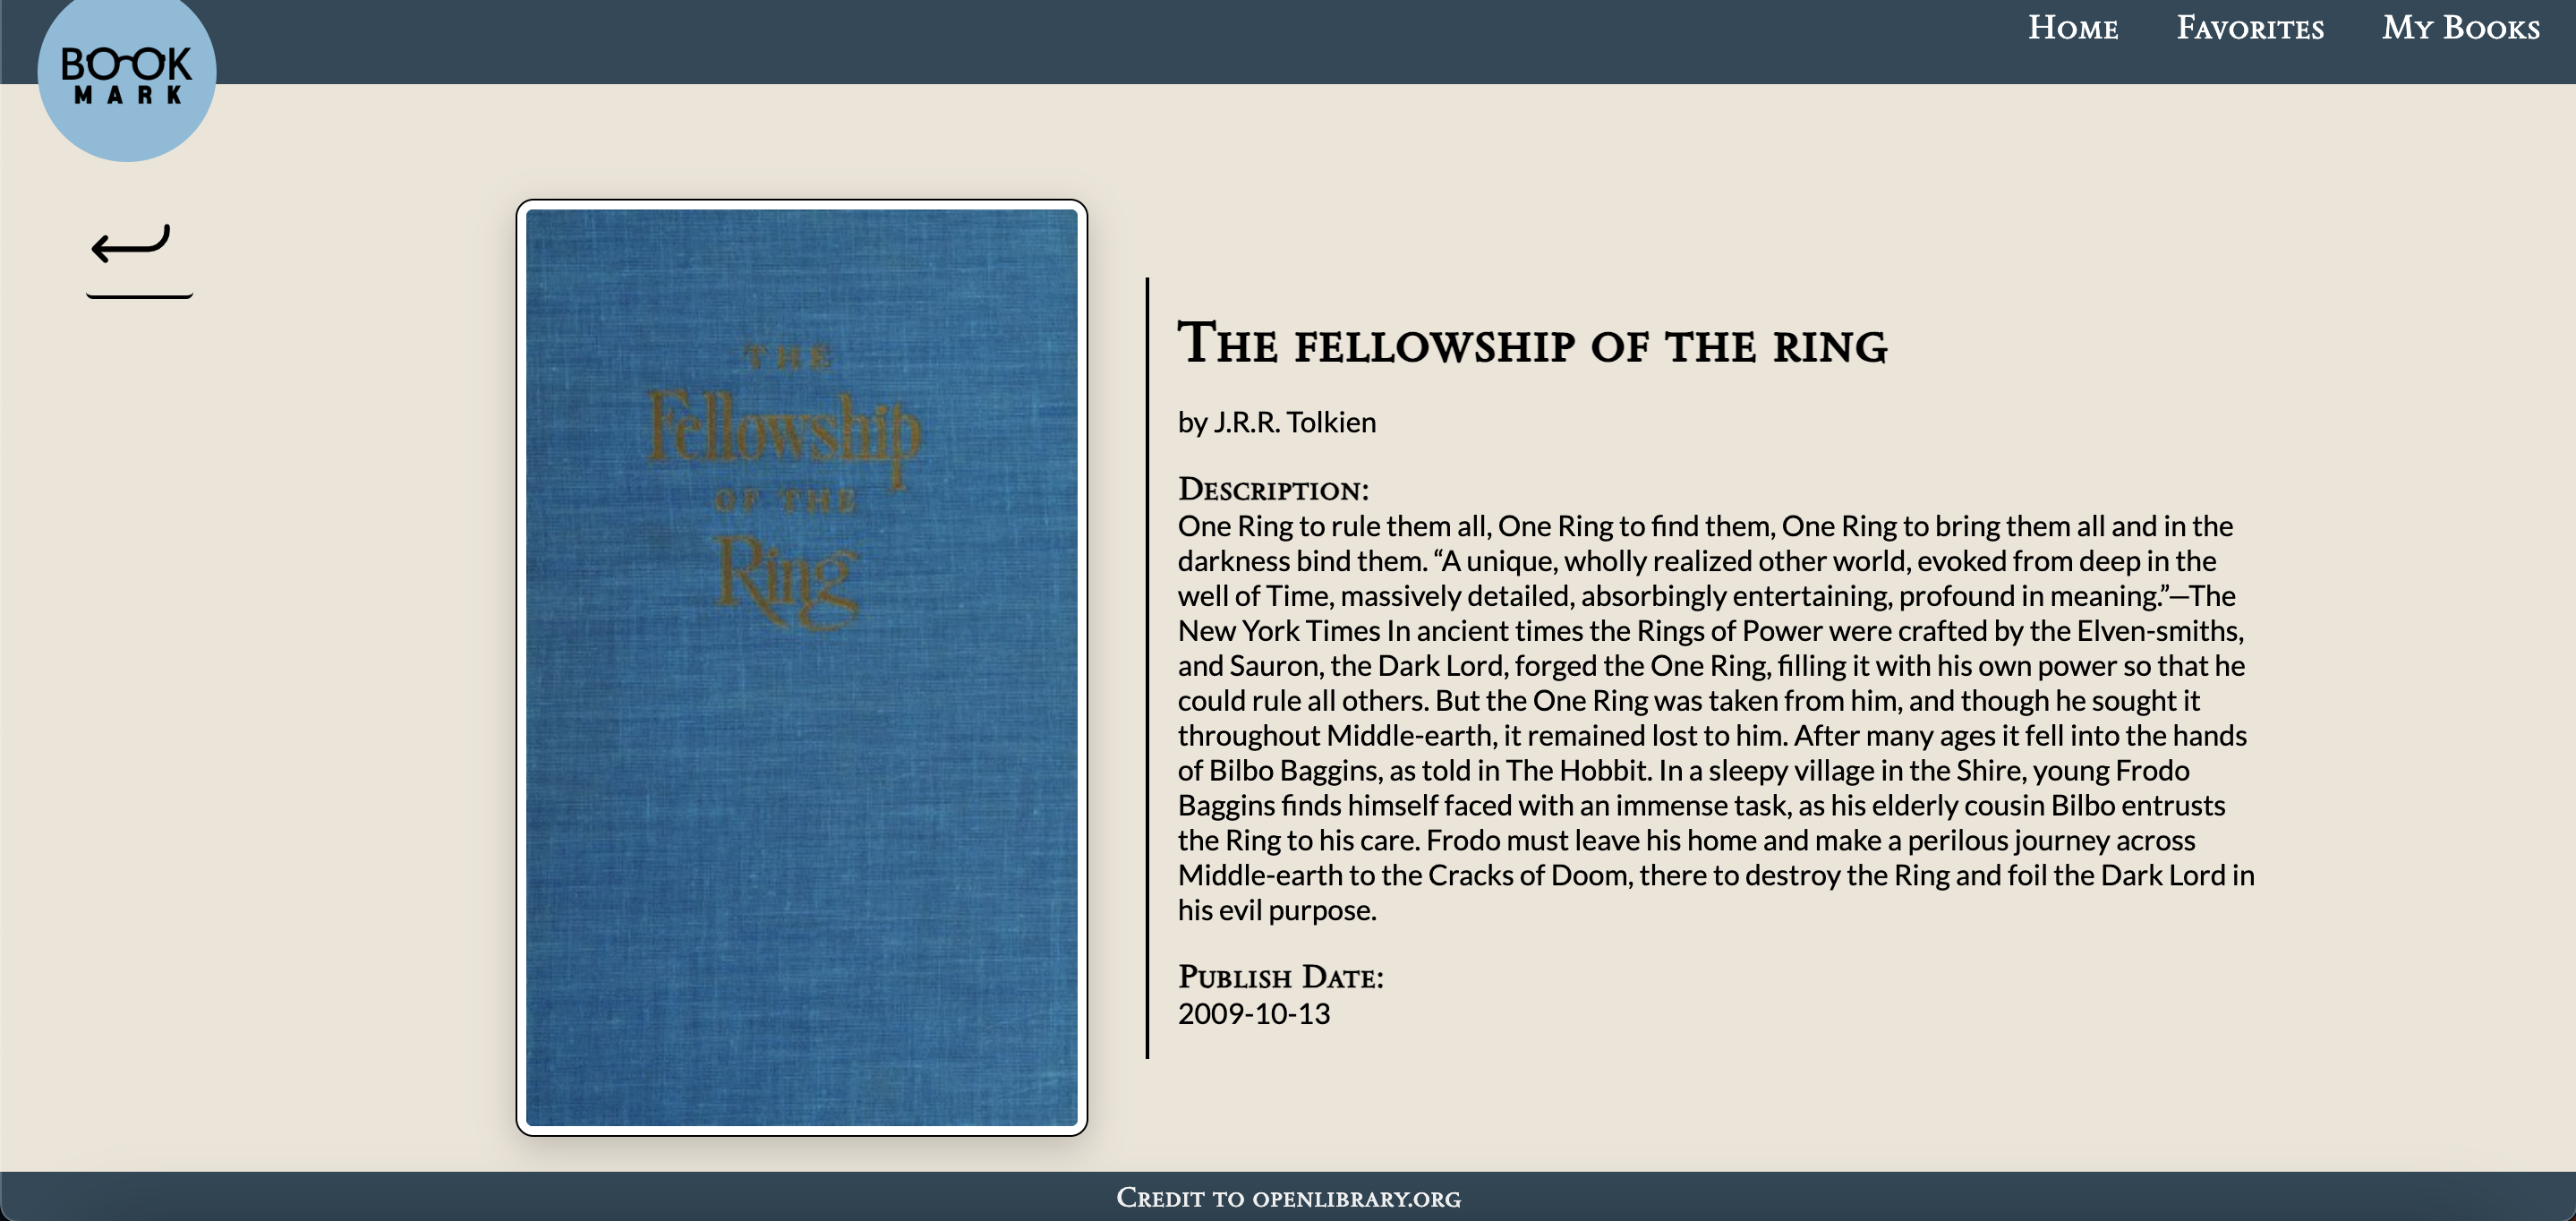 BOOK
MARK
Home Favorites My Books
THE
Fellowship
OF THE
Ring
The fellowship of the ring
by J.R.R. Tolkien
Description:
One Ring to rule them all, One Ring to find them, One Ring to bring them all and in the
darkness bind them. “A unique, wholly realized other world, evoked from deep in the
well of Time, massively detailed, absorbingly entertaining, profound in meaning.”—The
New York Times In ancient times the Rings of Power were crafted by the Elven-smiths,
and Sauron, the Dark Lord, forged the One Ring, filling it with his own power so that he
could rule all others. But the One Ring was taken from him, and though he sought it
throughout Middle-earth, it remained lost to him. After many ages it fell into the hands
of Bilbo Baggins, as told in The Hobbit. In a sleepy village in the Shire, young Frodo
Baggins finds himself faced with an immense task, as his elderly cousin Bilbo entrusts
the Ring to his care. Frodo must leave his home and make a perilous journey across
Middle-earth to the Cracks of Doom, there to destroy the Ring and foil the Dark Lord in
his evil purpose.
Publish Date:
2009-10-13
Credit to openlibrary.org